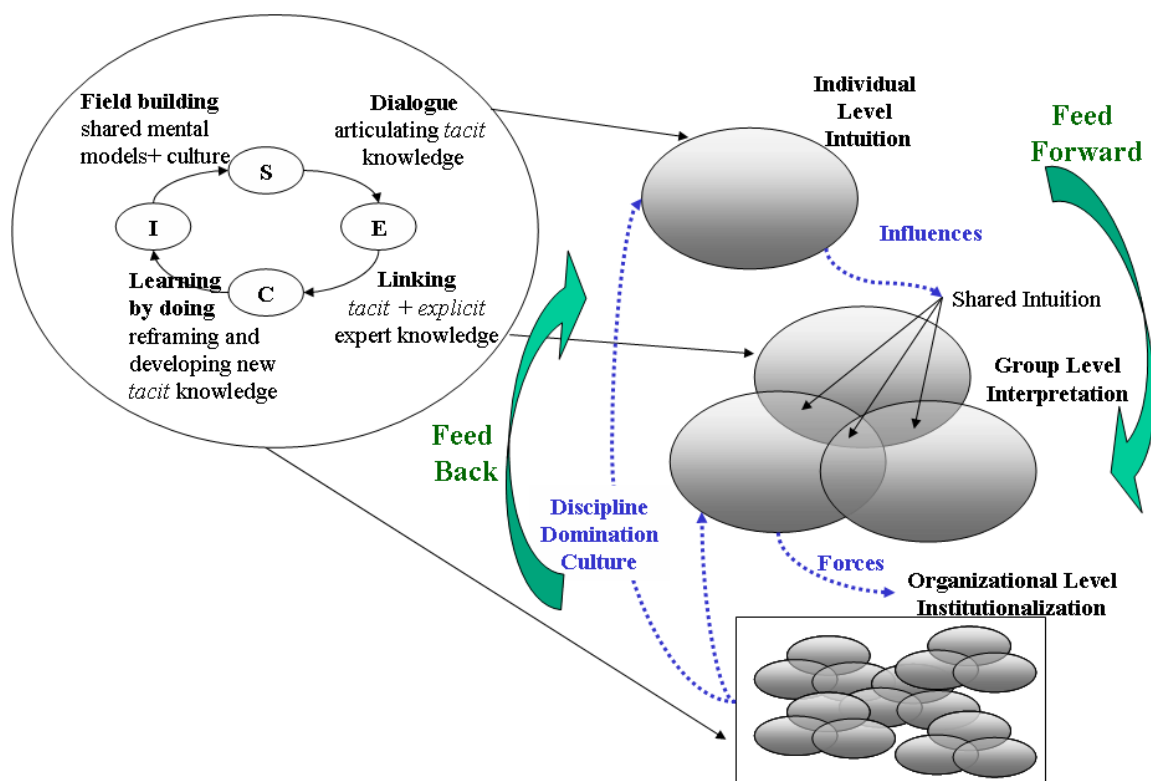 Field building
shared mental
models+ culture
Dialogue
articulating tacit
knowledge
S
I
E
C
Learning
by doing
reframing and
developing new
tacit knowledge
Linking
tacit + explicit
expert knowledge
Individual
Level
Intuition
Feed
Forward
Influences
Shared Intuition
Group Level
Interpretation
Feed
Back
Discipline
Domination
Culture
Forces
Organizational Level
Institutionalization